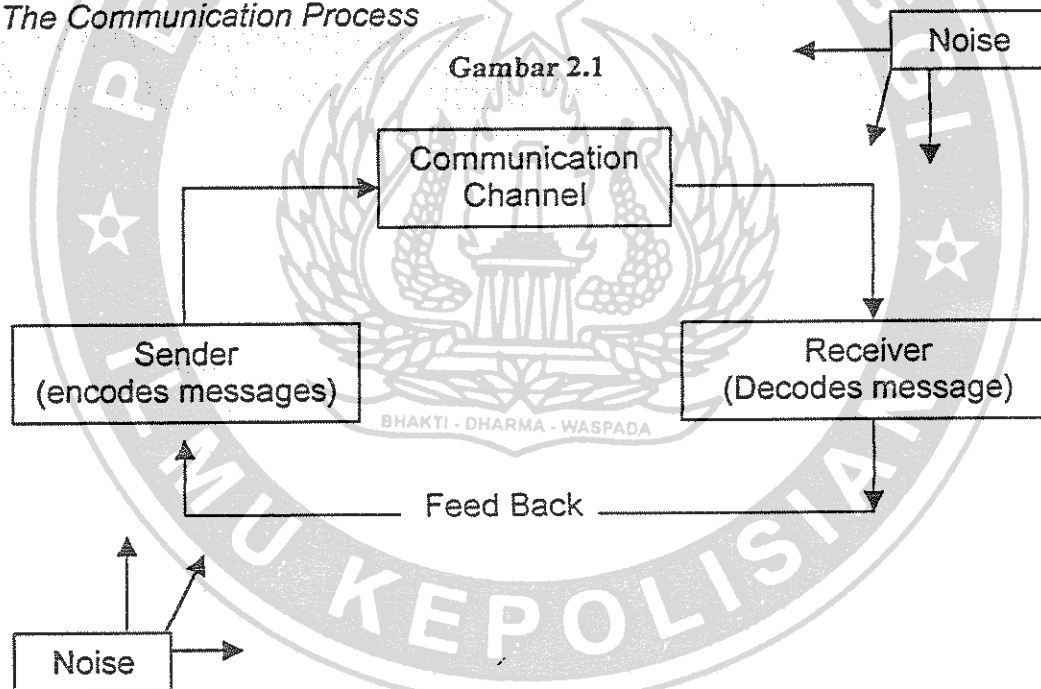 The Communication Process
Noise
Gambar 2.1
Communication
Channel
Sender
(encodes messages)
Receiver
(Decodes message)
BHAKTI - DHARMA - WASPADA
Feed Back
ILMU KEPOLISIAN
Noise